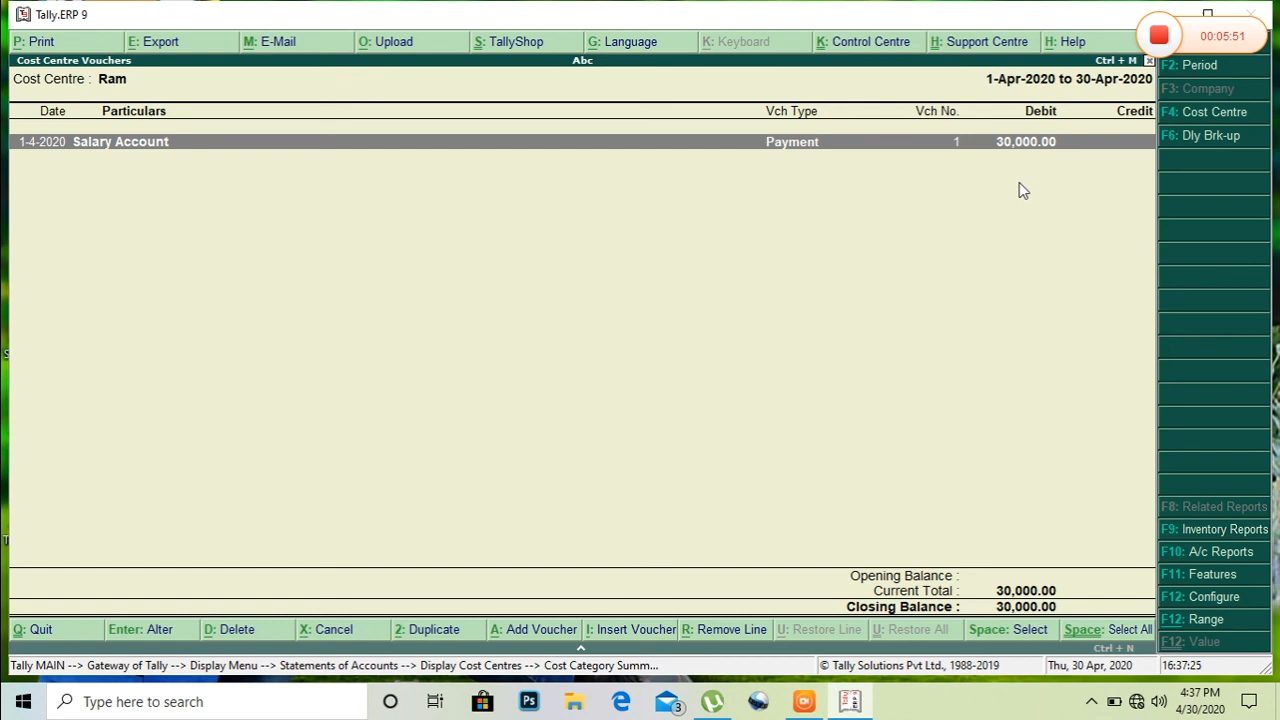 Tally.ERP 9
P: Print E: Export M: E-Mail O: Upload S: TallyShop G: Language K: Keyboard K: Control Centre H: Support Centre H: Help 00:05:51
Cost Centre Vouchers Abc Ctrl + M
F2: Period
Cost Centre : Ram 1-Apr-2020 to 30-Apr-2020
F3: Company
Date Particulars Vch Type Vch No. Debit Credit
F4: Cost Centre
F6: Dly Brk-up
1-4-2020 Salary Account Payment 1 30,000.00
F8: Related Reports
F9: Inventory Reports
F10: A/c Reports
F11: Features
F12: Configure
F12: Range
F12: Value
Opening Balance :
Current Total : 30,000.00
Closing Balance : 30,000.00
Q: Quit Enter: Alter D: Delete X: Cancel 2: Duplicate A: Add Voucher I: Insert Voucher R: Remove Line U: Restore Line U: Restore All Space: Select Space: Select All
Ctrl + N
Tally MAIN --> Gateway of Tally --> Display Menu --> Statements of Accounts --> Display Cost Centres --> Cost Category Summ... © Tally Solutions Pvt Ltd., 1988-2019 Thu, 30 Apr, 2020 16:37:25
Type here to search 3 4:37 PM
4/30/2020